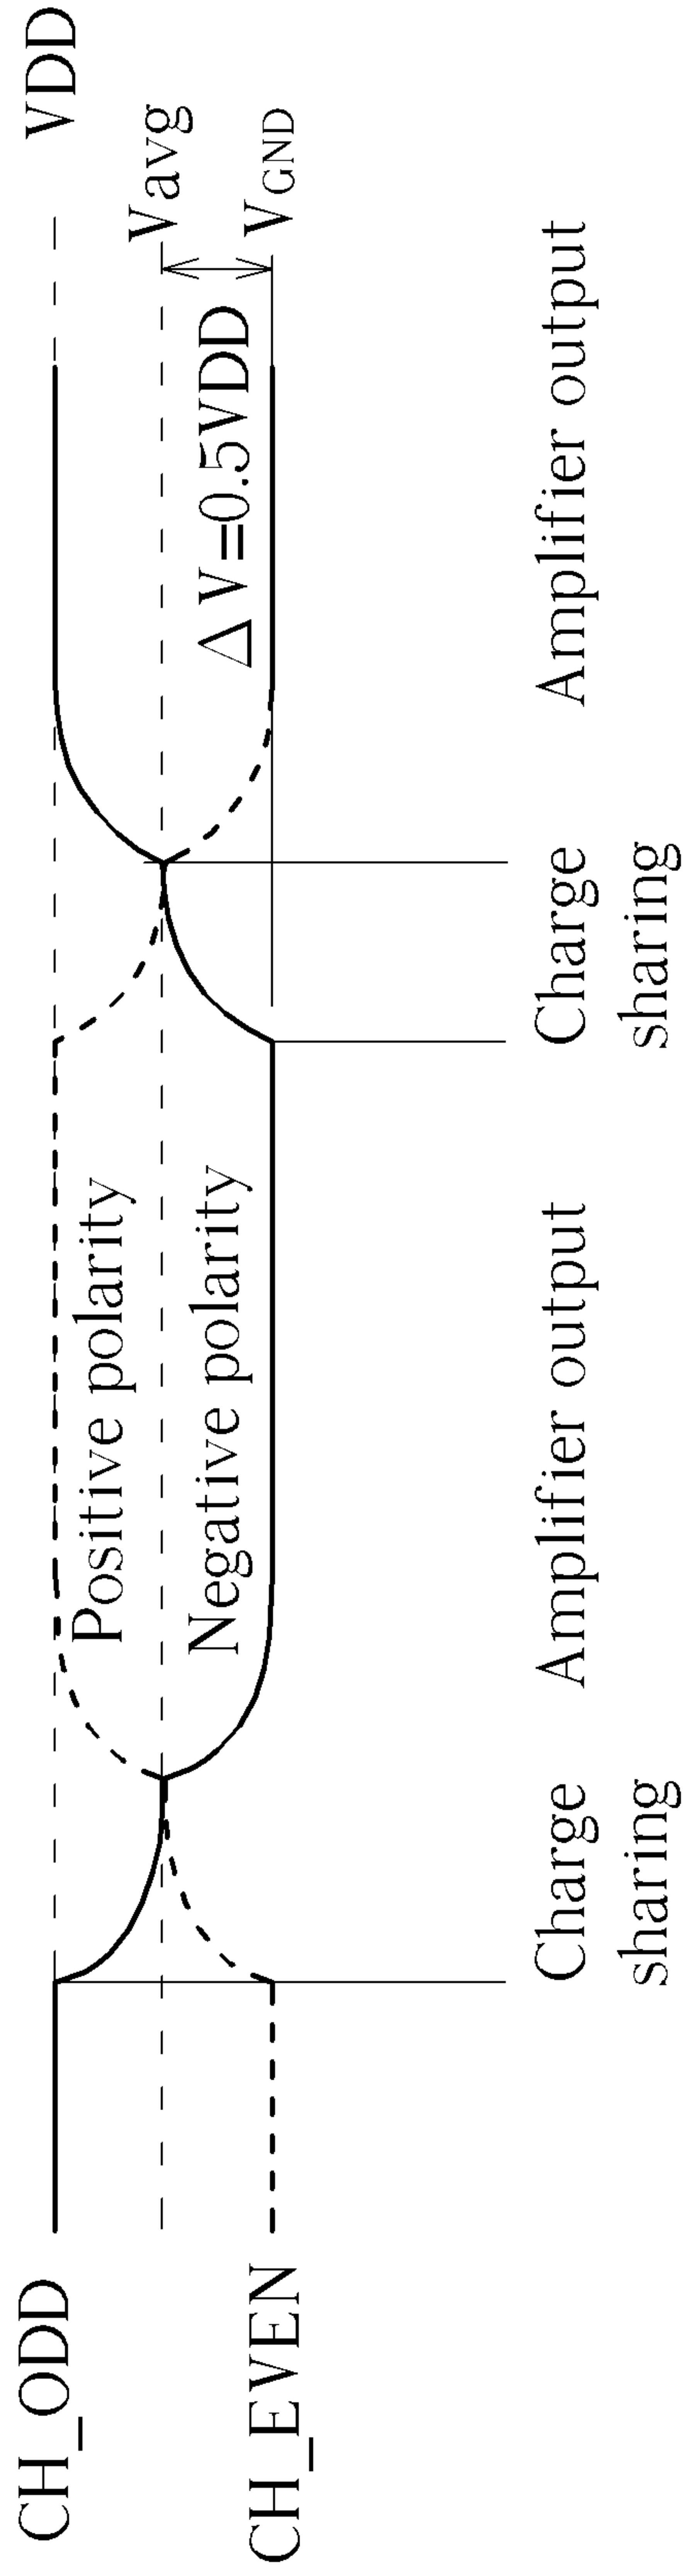 CH_ODD
CH_EVEN
Positive polarity
Negative polarity
VDD
Vavg
VGND
ΔV=0.5VDD
Charge
sharing
Amplifier output
Charge
sharing
Amplifier output